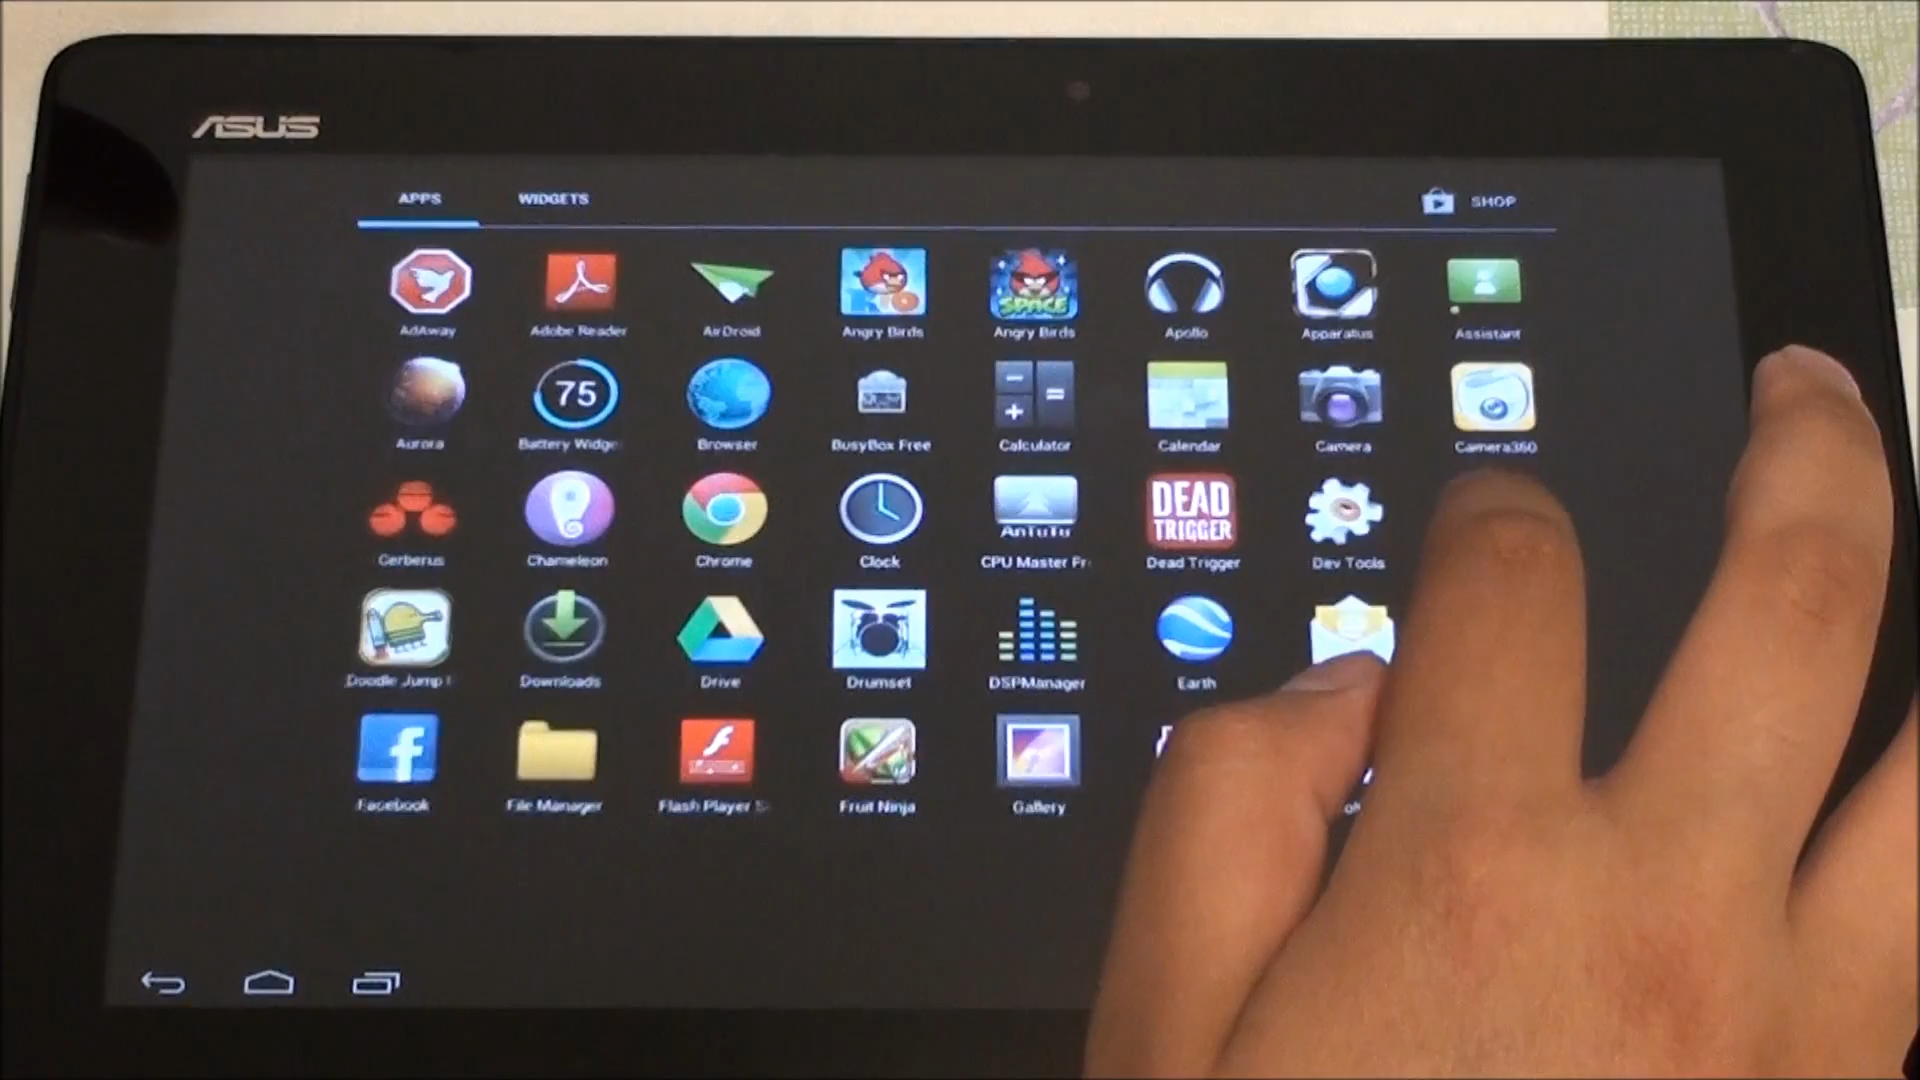 ASUS
APPS WIDGETS SHOP
AdAway Adobe Reader AirDroid Angry Birds SPACE Angry Birds Apollo Apparatus Assistant
75
Aurora Battery Widge Browser BusyBox Free Calculator Calendar Camera Camera360
AnTuTu DEAD TRIGGER
Cerberus Chameleon Chrome Clock CPU Master Fr Dead Trigger Dev Tools
Doodle Jump Downloads Drive Drumset DSPManager Earth
Facebook File Manager Flash Player S Fruit Ninja Gallery